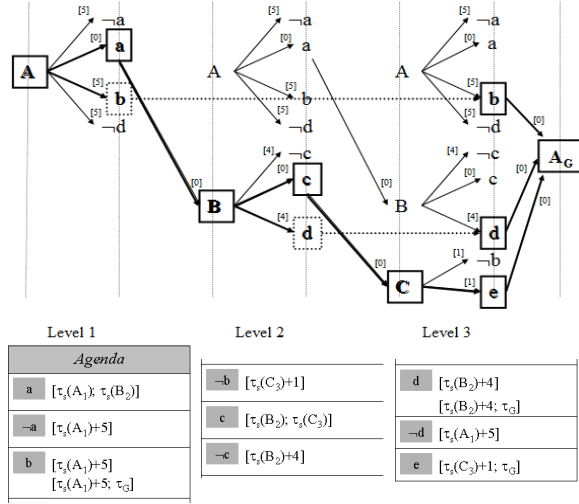 [5] ¬a [5] ¬a [5] ¬a
[0] a [0] a [0] a
A A A
[5] b [5] b [5] b [0]
[5] ¬d [5] ¬d [5] ¬d
A_G
[4] ¬c [4] ¬c [0]
[0] c [0] c
[0] B [0] B [0]
[4] d [4] d
[1] ¬b
[0] C [1] e
Level 1 Level 2 Level 3
Agenda
a [τs(A1); τs(B2)]
¬a [τs(A1)+5]
b [τs(A1)+5]
[τs(A1)+5; τG]
¬b [τs(C3)+1]
c [τs(B2); τs(C3)]
¬c [τs(B2)+4]
d [τs(B2)+4]
[τs(B2)+4; τG]
¬d [τs(A1)+5]
e [τs(C3)+1; τG]